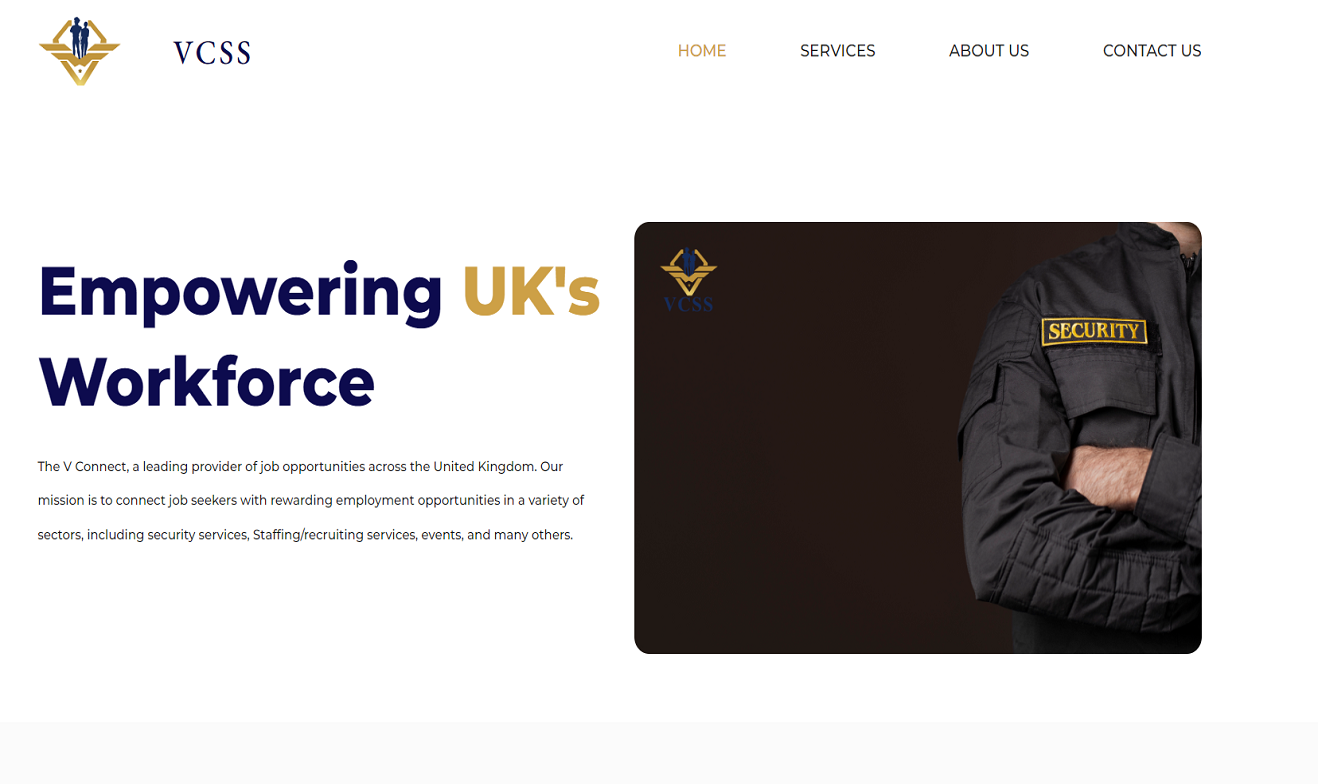 VCSS
HOME
SERVICES
ABOUT US
CONTACT US
Empowering UK's
Workforce
The V Connect, a leading provider of job opportunities across the United Kingdom. Our
mission is to connect job seekers with rewarding employment opportunities in a variety of
sectors, including security services, Staffing/recruiting services, events, and many others.
VCSS
SECURITY